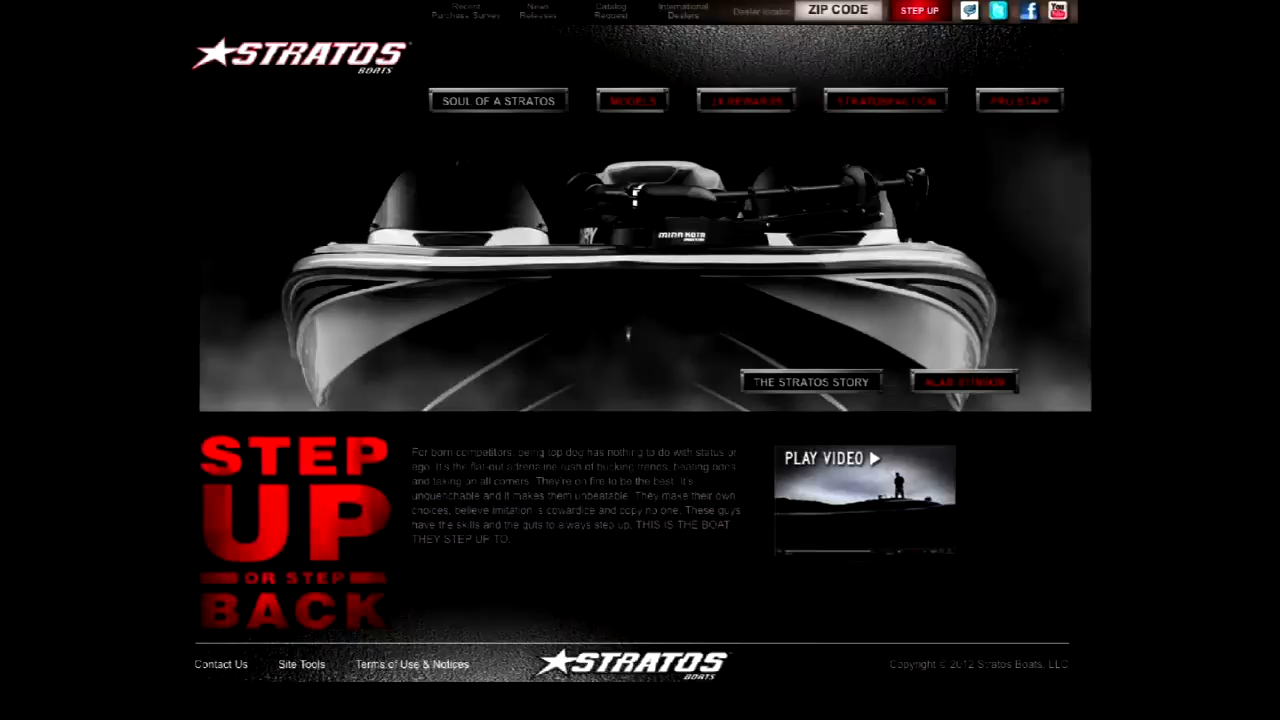 Recent
Purchase Survey
News
Releases
Catalog
Request
International
Dealers
Dealer locator
ZIP CODE
STEP UP
You
STRATOS
BOATS
SOUL OF A STRATOS
MODELS
STRATOSFACTION
PRO STAFF
MINN KOTA
THE STRATOS STORY
STEP
UP
OR STEP
BACK
For born competitors, being top dog has nothing to do with status or
ego. It's the flat-out adrenaline rush of bucking trends, beating odds
and taking on all comers. They're on fire to be the best. It's
unquenchable and it makes them unbeatable. They make their own
choices, believe imitation is cowardice and copy no one. These guys
have the skills and the guts to always step up. THIS IS THE BOAT
THEY STEP UP TO.
PLAY VIDEO
Contact Us
Site Tools
Terms of Use & Notices
STRATOS
BOATS
Copyright © 2012 Stratos Boats, LLC